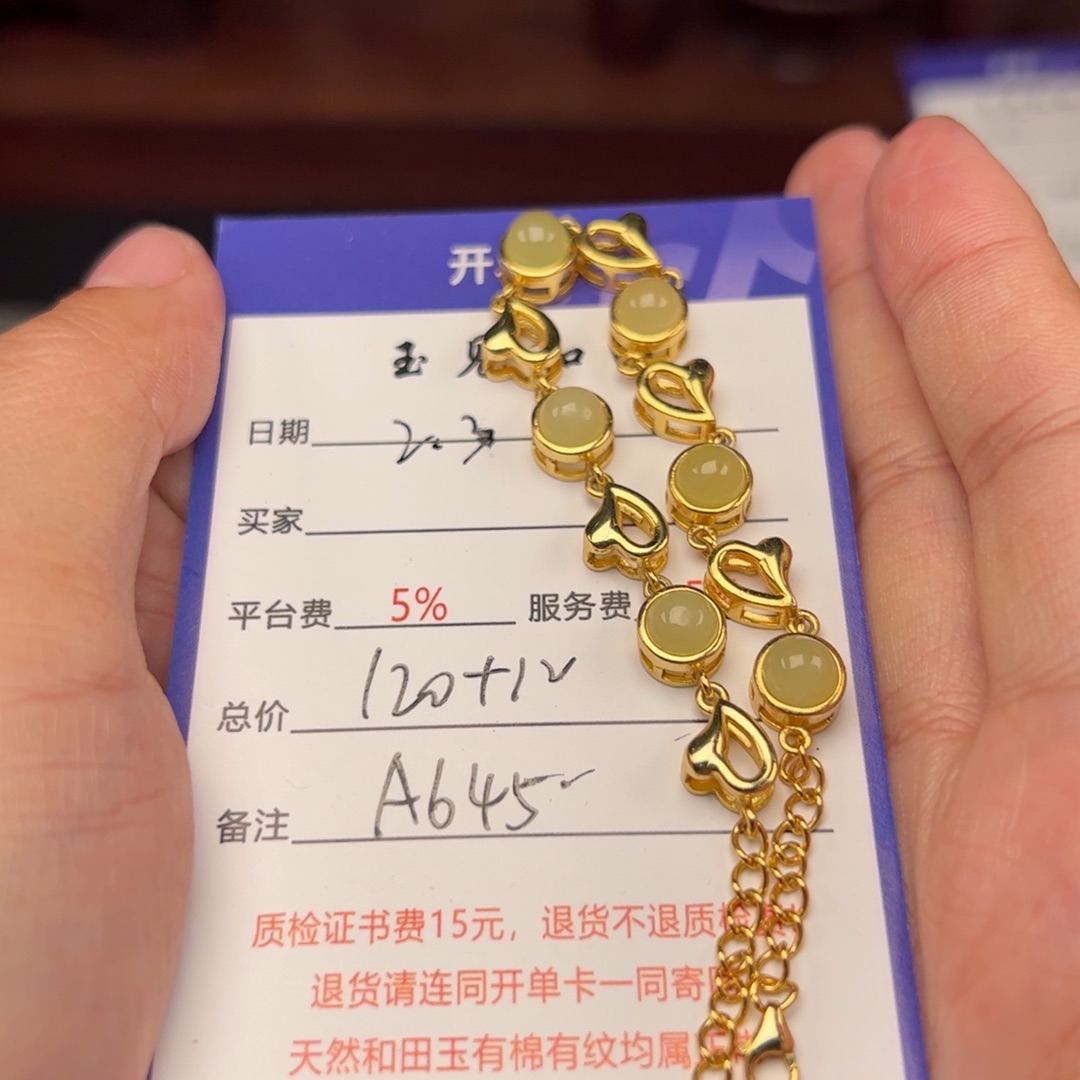 开
玉见
日期
买家
平台费 5% 服务费
总价 120+12
备注 A645
质检证书费15元，退货不退质检
退货请连同开单卡一同寄
天然和田玉有棉有纹均属